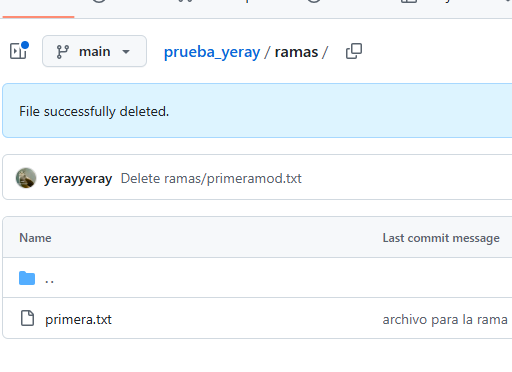 main
prueba_yeray / ramas /
File successfully deleted.
yerayyeray Delete ramas/primeramod.txt
Name Last commit message
..
primera.txt archivo para la rama